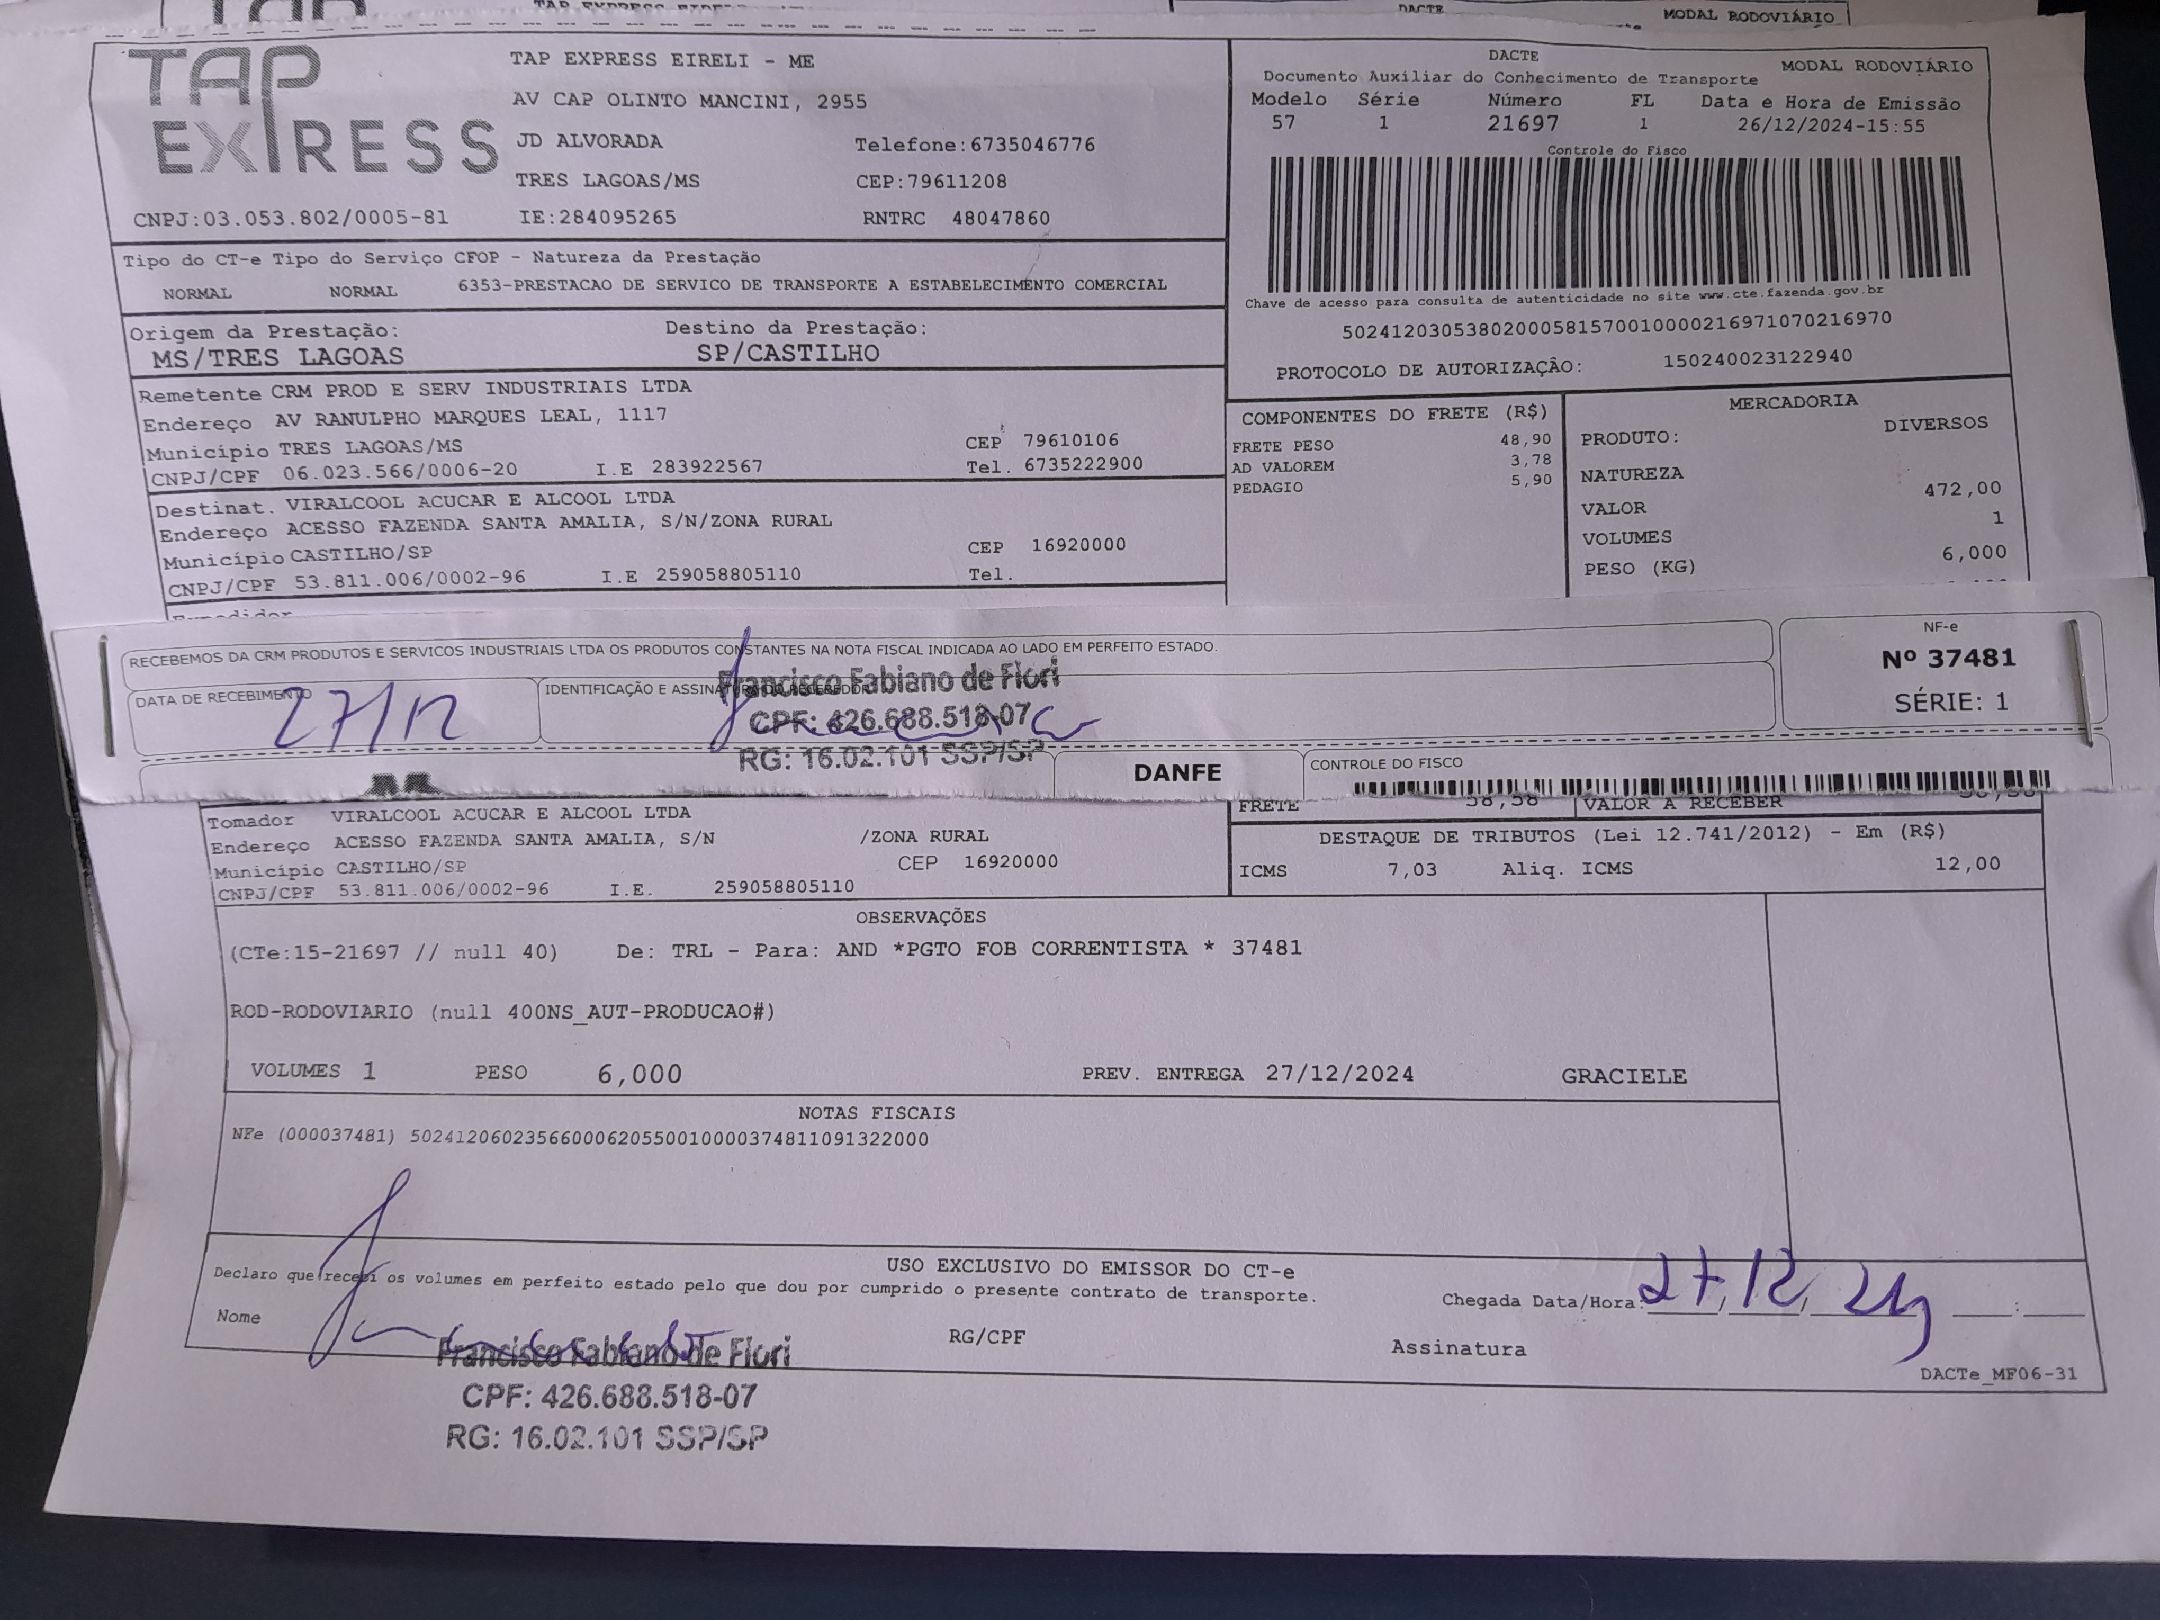 DACTE
MODAL RODOVIÁRIO
TAP EXPRESS
TAP EXPRESS EIRELI - ME
AV CAP OLINTO MANCINI, 2955
JD ALVORADA Telefone:6735046776
TRES LAGOAS/MS CEP:79611208
CNPJ:03.053.802/0005-81 IE:284095265 RNTRC 48047860
DACTE MODAL RODOVIÁRIO
Documento Auxiliar do Conhecimento de Transporte
Modelo Série Número FL Data e Hora de Emissão
57 1 21697 1 26/12/2024-15:55
Controle do Fisco
Chave de acesso para consulta de autenticidade no site www.cte.fazenda.gov.br
50241203053802000581570010000216971070216970
PROTOCOLO DE AUTORIZAÇÃO: 150240023122940
Tipo do CT-e Tipo do Serviço CFOP - Natureza da Prestação
NORMAL NORMAL 6353-PRESTACAO DE SERVICO DE TRANSPORTE A ESTABELECIMENTO COMERCIAL
Origem da Prestação: Destino da Prestação:
MS/TRES LAGOAS SP/CASTILHO
Remetente CRM PROD E SERV INDUSTRIAIS LTDA
Endereço AV RANULPHO MARQUES LEAL, 1117
Município TRES LAGOAS/MS CEP 79610106
CNPJ/CPF 06.023.566/0006-20 I.E 283922567 Tel. 6735222900
Destinat. VIRALCOOL ACUCAR E ALCOOL LTDA
Endereço ACESSO FAZENDA SANTA AMALIA, S/N/ZONA RURAL
Município CASTILHO/SP CEP 16920000
CNPJ/CPF 53.811.006/0002-96 I.E 259058805110 Tel.
COMPONENTES DO FRETE (R$)
FRETE PESO 48,90
AD VALOREM 3,78
PEDAGIO 5,90
MERCADORIA
PRODUTO: DIVERSOS
NATUREZA
VALOR 472,00
VOLUMES 1
PESO (KG) 6,000
RECEBEMOS DA CRM PRODUTOS E SERVICOS INDUSTRIAIS LTDA OS PRODUTOS CONSTANTES NA NOTA FISCAL INDICADA AO LADO EM PERFEITO ESTADO.
DATA DE RECEBIMENTO
27/12
IDENTIFICAÇÃO E ASSINATURA DO RECEBEDOR
Francisco Fabiano de Fiori
CPF: 426.688.518-07
RG: 16.02.101 SSP/SP
NF-e
Nº 37481
SÉRIE: 1
DANFE
CONTROLE DO FISCO
Tomador VIRALCOOL ACUCAR E ALCOOL LTDA
Endereço ACESSO FAZENDA SANTA AMALIA, S/N /ZONA RURAL
Município CASTILHO/SP CEP 16920000
CNPJ/CPF 53.811.006/0002-96 I.E. 259058805110
FRETE 58,58 VALOR A RECEBER
DESTAQUE DE TRIBUTOS (Lei 12.741/2012) - Em (R$)
ICMS 7,03 Aliq. ICMS 12,00
OBSERVAÇÕES
(CTe:15-21697 // null 40) De: TRL - Para: AND *PGTO FOB CORRENTISTA * 37481
ROD-RODOVIARIO (null 400NS_AUT-PRODUCAO#)
VOLUMES 1 PESO 6,000 PREV. ENTREGA 27/12/2024 GRACIELE
NOTAS FISCAIS
NFe (000037481) 50241206023566000620550010000374811091322000
USO EXCLUSIVO DO EMISSOR DO CT-e
Declaro que recebi os volumes em perfeito estado pelo que dou por cumprido o presente contrato de transporte.
Chegada Data/Hora: 27/12/24 __:__
Nome RG/CPF Assinatura
Francisco Fabiano de Fiori
CPF: 426.688.518-07
RG: 16.02.101 SSP/SP
DACTe_MF06-31